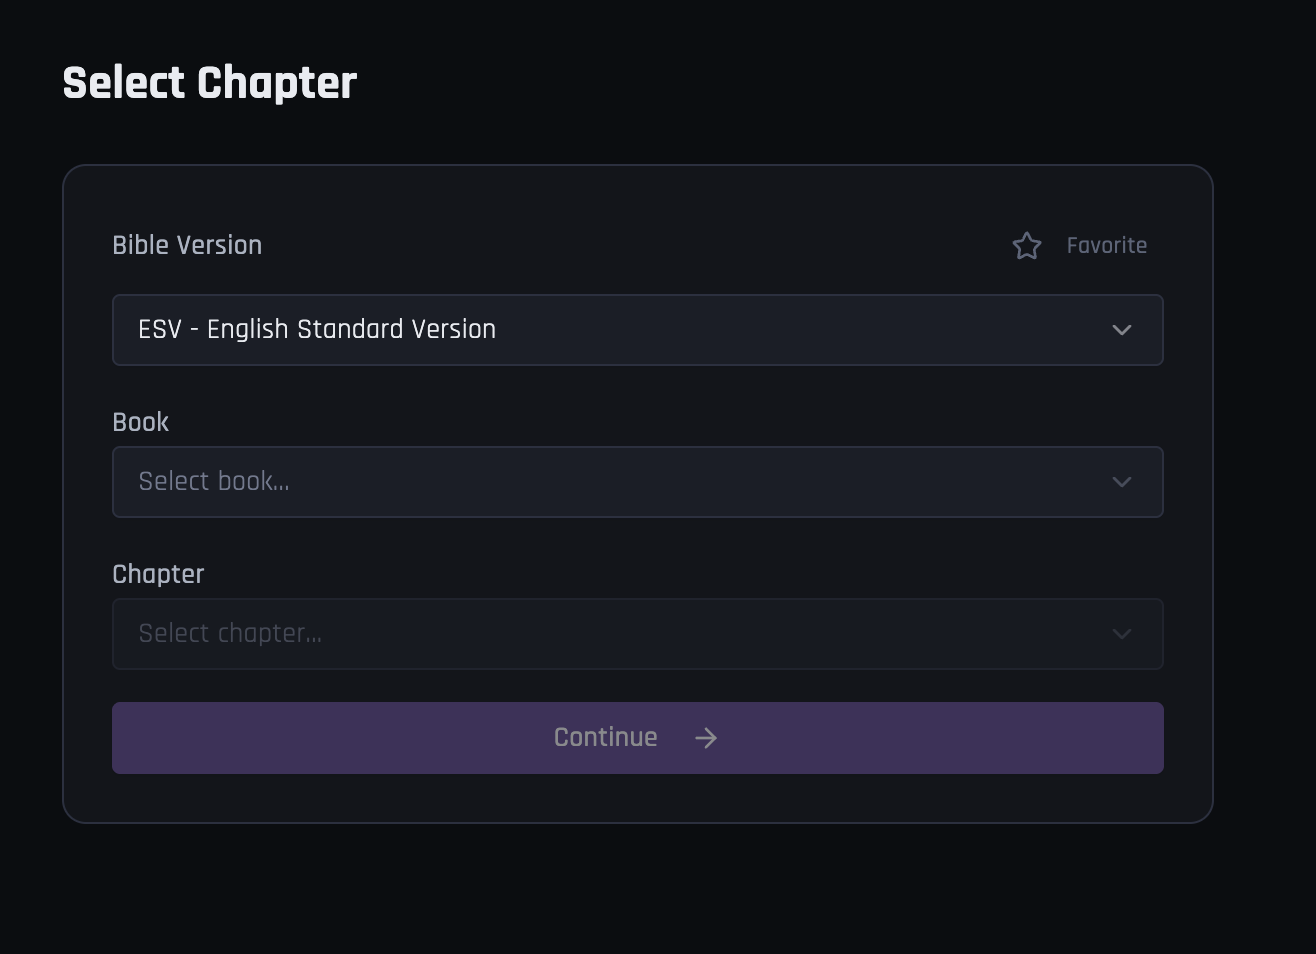 Select Chapter
Bible Version
Favorite
ESV - English Standard Version
Book
Select book...
Chapter
Select chapter...
Continue